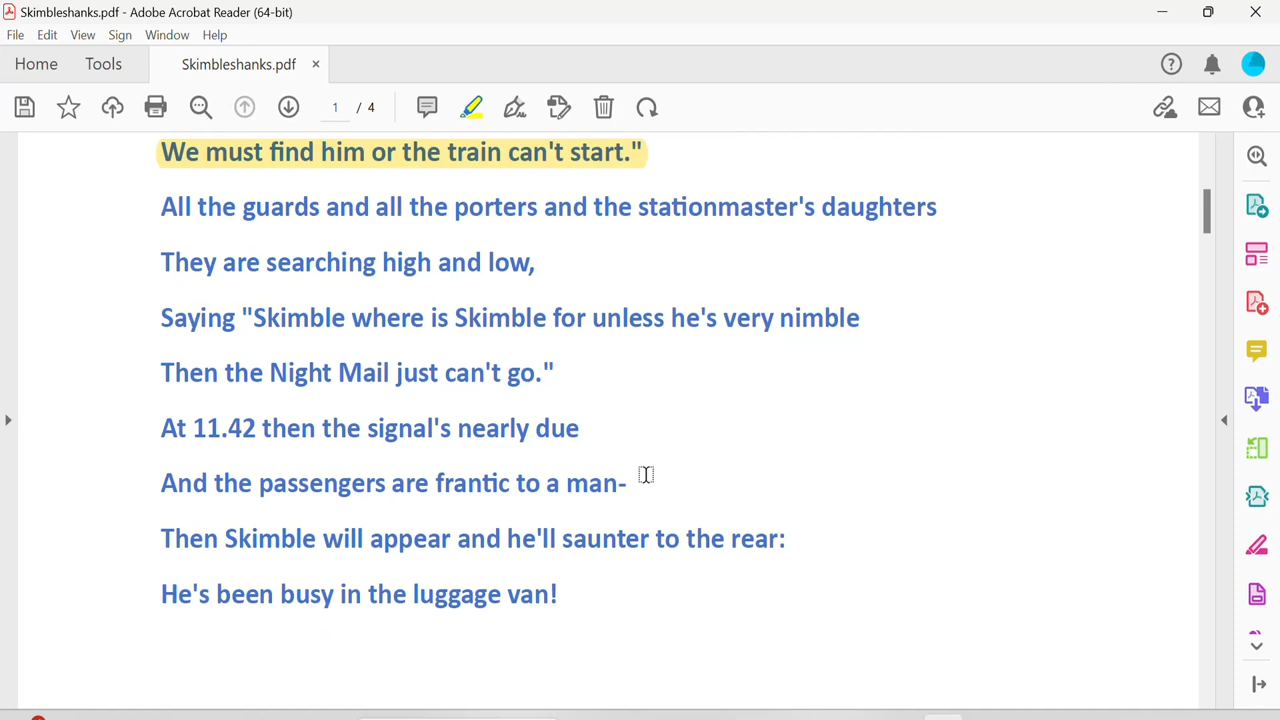 Skimbleshanks.pdf - Adobe Acrobat Reader (64-bit)
File Edit View Sign Window Help
Home Tools Skimbleshanks.pdf ×
1 / 4
We must find him or the train can't start."
All the guards and all the porters and the stationmaster's daughters
They are searching high and low,
Saying "Skimble where is Skimble for unless he's very nimble
Then the Night Mail just can't go."
At 11.42 then the signal's nearly due
And the passengers are frantic to a man-
Then Skimble will appear and he'll saunter to the rear:
He's been busy in the luggage van!